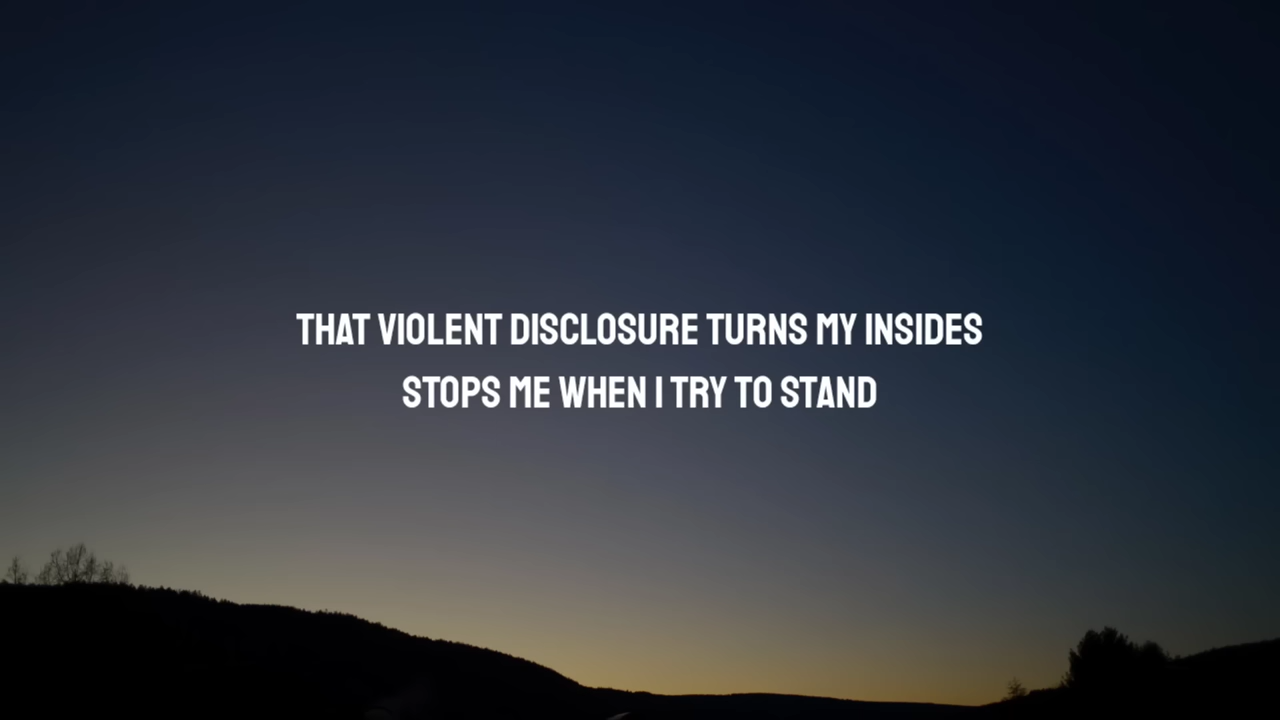 THAT VIOLENT DISCLOSURE TURNS MY INSIDES
STOPS ME WHEN I TRY TO STAND